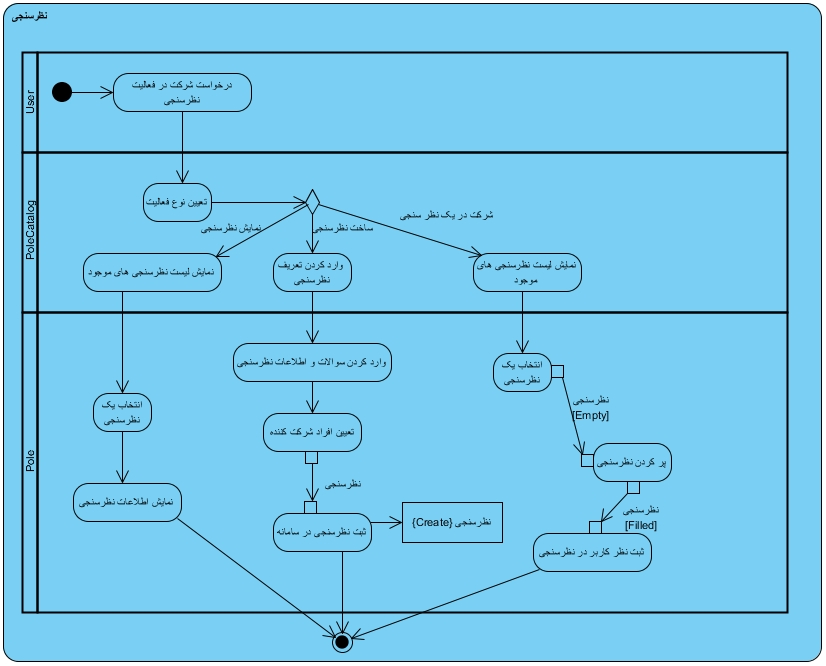 نظرسنجی
User
درخواست شرکت در فعالیت
نظرسنجی
PoleCatalog
تعیین نوع فعالیت
نمایش نظرسنجی
ساخت نظرسنجی
شرکت در یک نظر سنجی
نمایش لیست نظرسنجی های موجود
وارد کردن تعریف
نظرسنجی
نمایش لیست نظرسنجی های
موجود
Pole
وارد کردن سوالات و اطلاعات نظرسنجی
انتخاب یک
نظرسنجی
نظرسنجی
[Empty]
انتخاب یک
نظرسنجی
تعیین افراد شرکت کننده
پر کردن نظرسنجی
نظرسنجی
نمایش اطلاعات نظرسنجی
نظرسنجی
[Filled]
ثبت نظرسنجی در سامانه
نظرسنجی {Create}
ثبت نظر کاربر در نظرسنجی